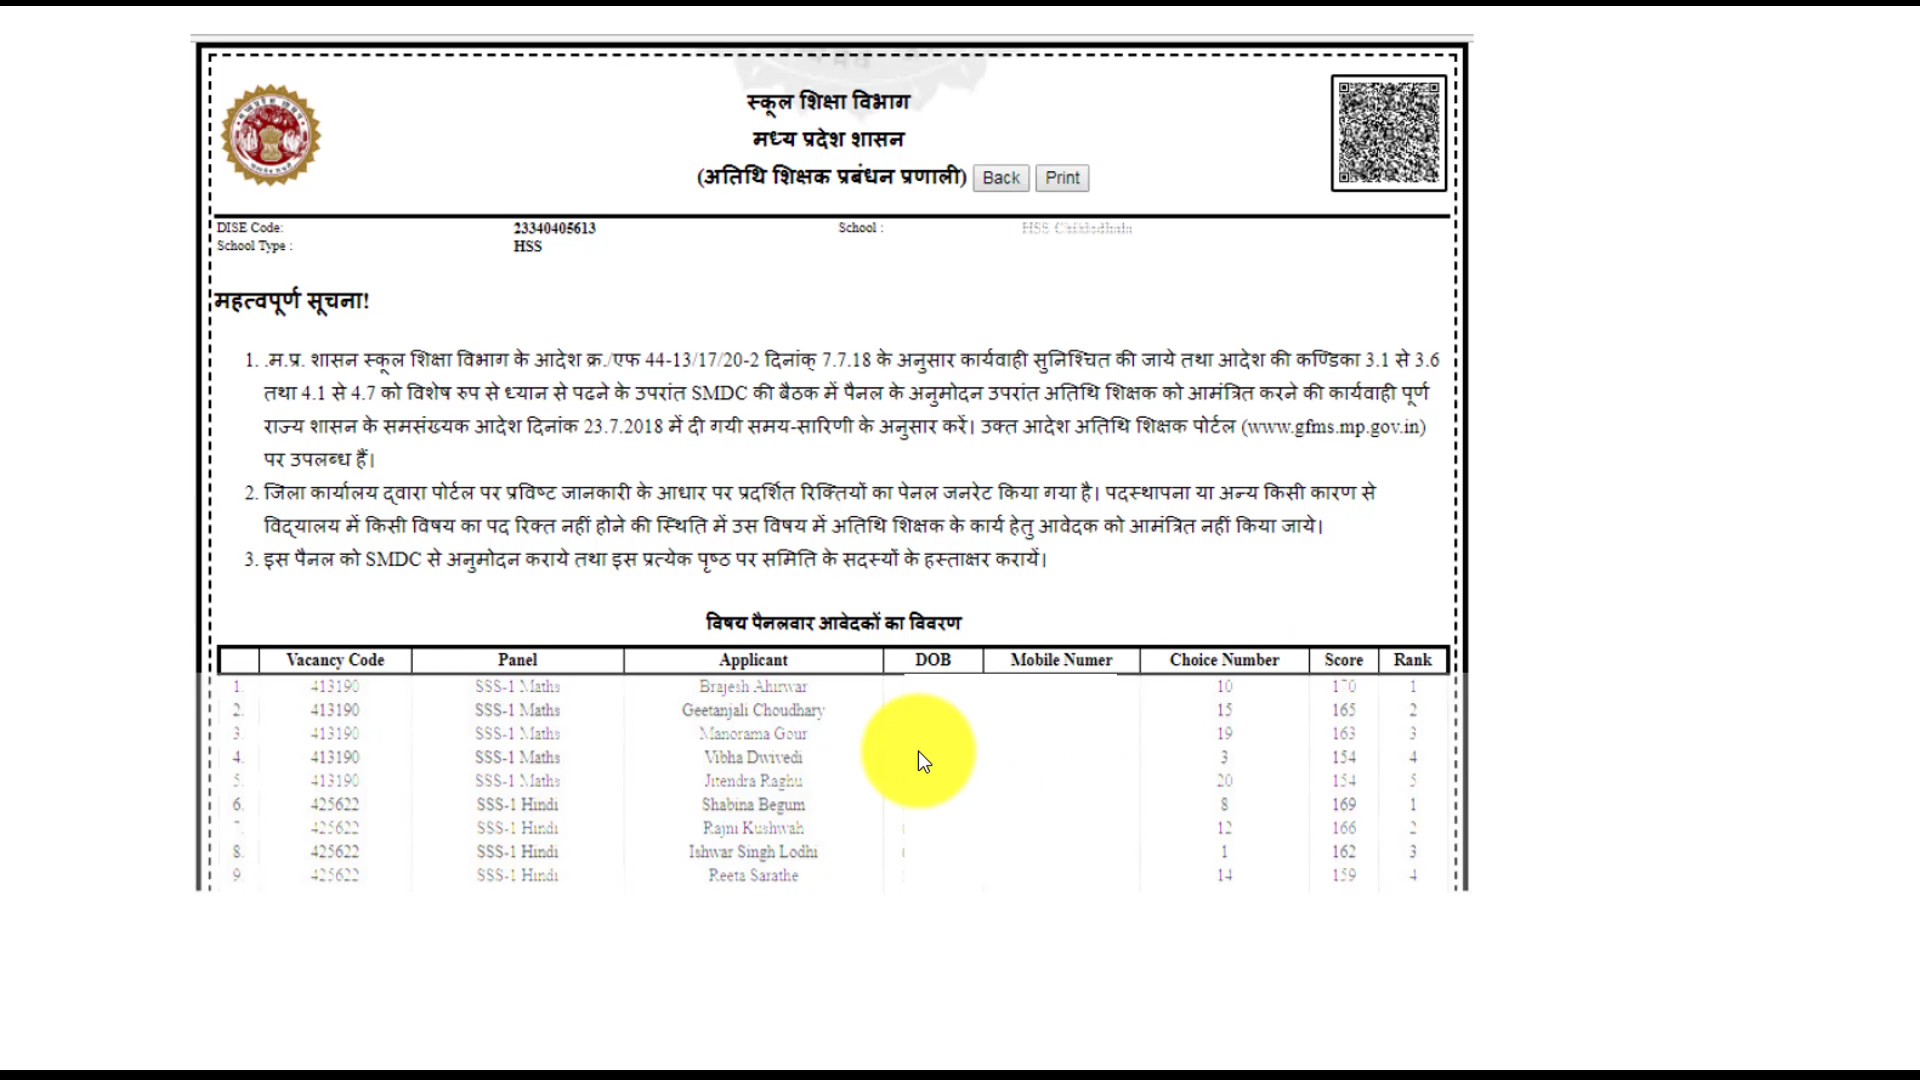 स्कूल शिक्षा विभाग
मध्य प्रदेश शासन
(अतिथि शिक्षक प्रबंधन प्रणाली) Back Print
DISE Code: 23340405613 School : HSS
School Type : HSS
महत्वपूर्ण सूचना!
1. .म.प्र. शासन स्कूल शिक्षा विभाग के आदेश क्र./एफ 44-13/17/20-2 दिनांक् 7.7.18 के अनुसार कार्यवाही सुनिश्चित की जाये तथा आदेश की कण्डिका 3.1 से 3.6
तथा 4.1 से 4.7 को विशेष रुप से ध्यान से पढने के उपरांत SMDC की बैठक में पैनल के अनुमोदन उपरांत अतिथि शिक्षक को आमंत्रित करने की कार्यवाही पूर्ण
राज्य शासन के समसंख्यक आदेश दिनांक 23.7.2018 में दी गयी समय-सारिणी के अनुसार करें। उक्त आदेश अतिथि शिक्षक पोर्टल (www.gfms.mp.gov.in)
पर उपलब्ध हैं।
2. जिला कार्यालय द्वारा पोर्टल पर प्रविष्ट जानकारी के आधार पर प्रदर्शित रिक्तियों का पेनल जनरेट किया गया है। पदस्थापना या अन्य किसी कारण से
विद्यालय में किसी विषय का पद रिक्त नहीं होने की स्थिति में उस विषय में अतिथि शिक्षक के कार्य हेतु आवेदक को आमंत्रित नहीं किया जाये।
3. इस पैनल को SMDC से अनुमोदन कराये तथा इस प्रत्येक पृष्ठ पर समिति के सदस्यों के हस्ताक्षर करायें।
विषय पैनलवार आवेदकों का विवरण
Vacancy Code Panel Applicant DOB Mobile Numer Choice Number Score Rank
1. 413190 SSS-1 Maths Brajesh Ahirwar 10 170 1
2. 413190 SSS-1 Maths Geetanjali Choudhary 15 165 2
3. 413190 SSS-1 Maths Manorama Gour 19 163 3
4. 413190 SSS-1 Maths Vibha Dwivedi 3 154 4
5. 413190 SSS-1 Maths Jitendra Raghu 20 154 5
6. 425622 SSS-1 Hindi Shabina Begum 8 169 1
7. 425622 SSS-1 Hindi Rajni Kushwah 12 166 2
8. 425622 SSS-1 Hindi Ishwar Singh Lodhi 1 162 3
9. 425622 SSS-1 Hindi Reeta Sarathe 14 159 4